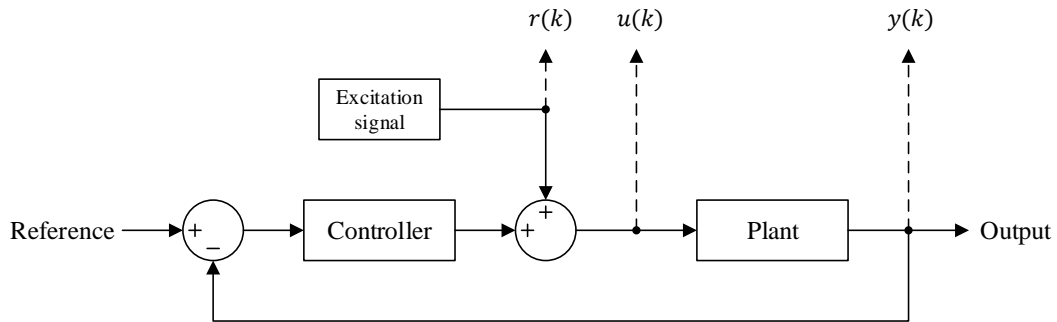 r(k)
u(k)
y(k)
Excitation
signal
+
Reference
+
−
Controller
+
Plant
Output